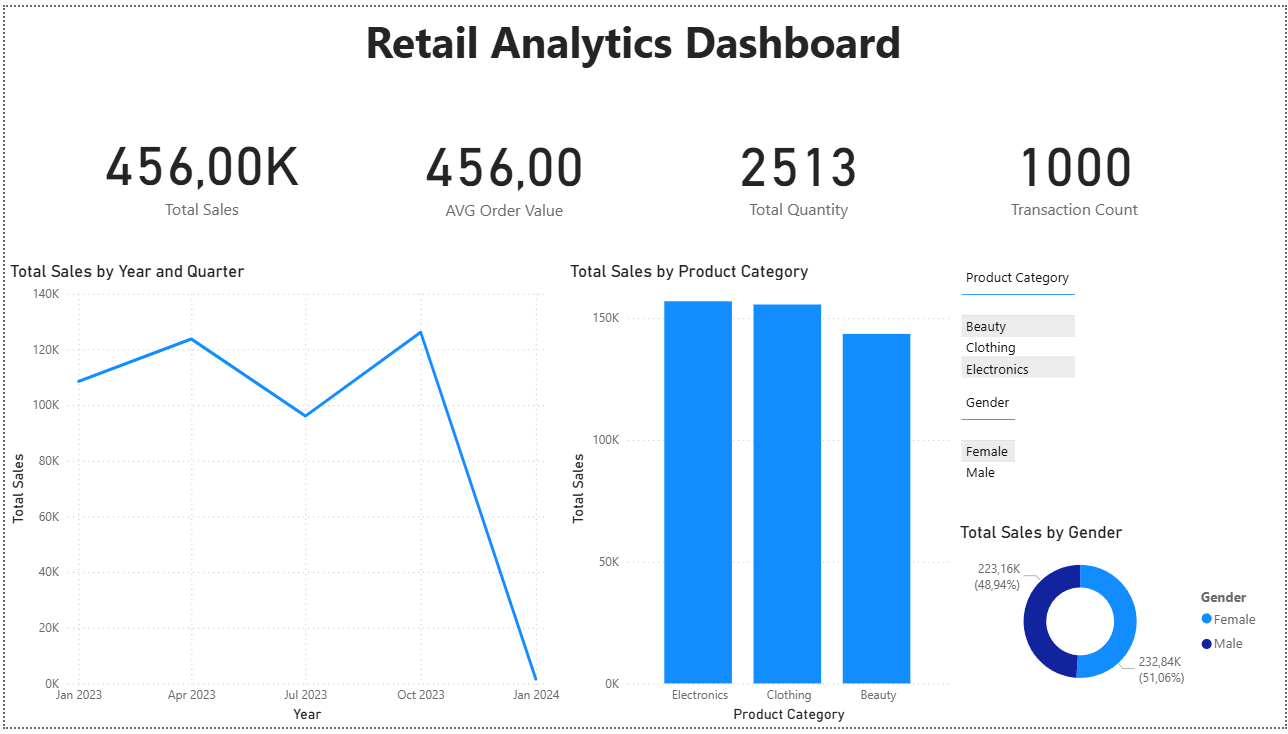 Retail Analytics Dashboard
456,00K
Total Sales
456,00
AVG Order Value
2513
Total Quantity
1000
Transaction Count
Total Sales by Year and Quarter
140K
120K
100K
80K
60K
40K
20K
0K
Total Sales
Jan 2023
Apr 2023
Jul 2023
Oct 2023
Jan 2024
Year
Total Sales by Product Category
150K
100K
50K
0K
Total Sales
Electronics
Clothing
Beauty
Product Category
Product Category
Beauty
Clothing
Electronics
Gender
Female
Male
Total Sales by Gender
223,16K
(48,94%)
232,84K
(51,06%)
Gender
Female
Male